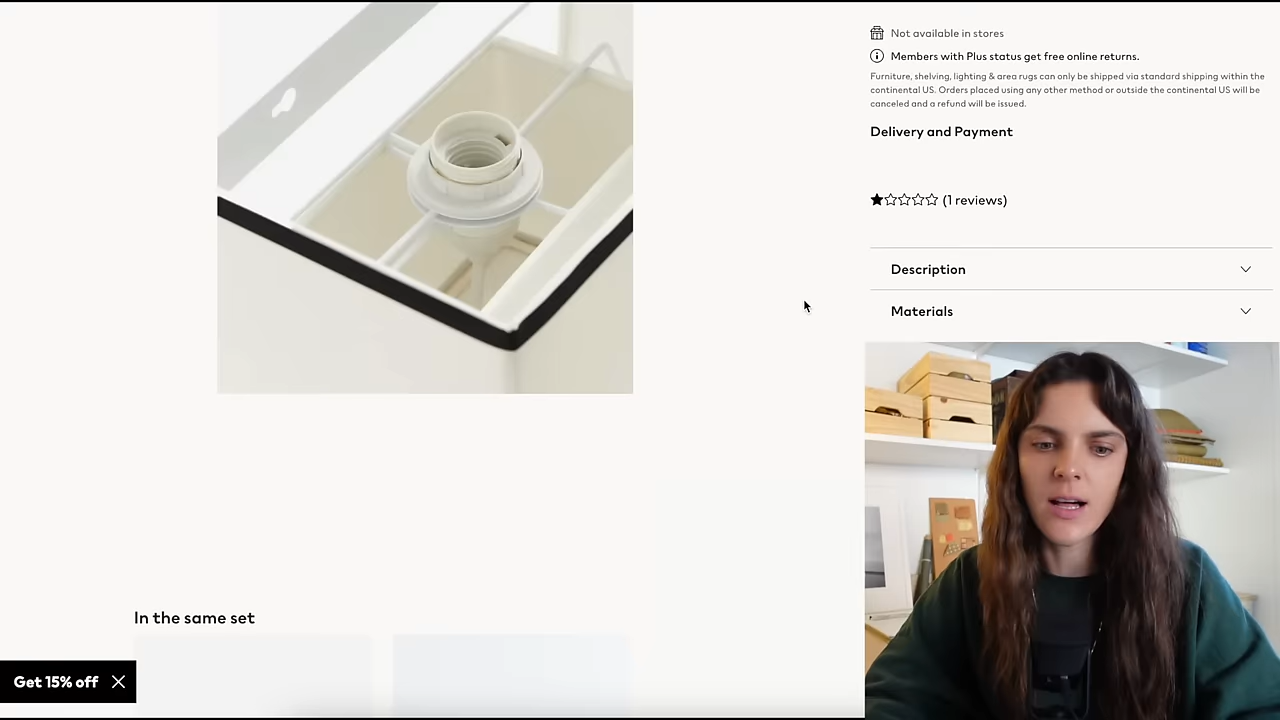 Not available in stores
Members with Plus status get free online returns.
Furniture, shelving, lighting & area rugs can only be shipped via standard shipping within the
continental US. Orders placed using any other method or outside the continental US will be
canceled and a refund will be issued.
Delivery and Payment
(1 reviews)
Description
Materials
In the same set
Get 15% off